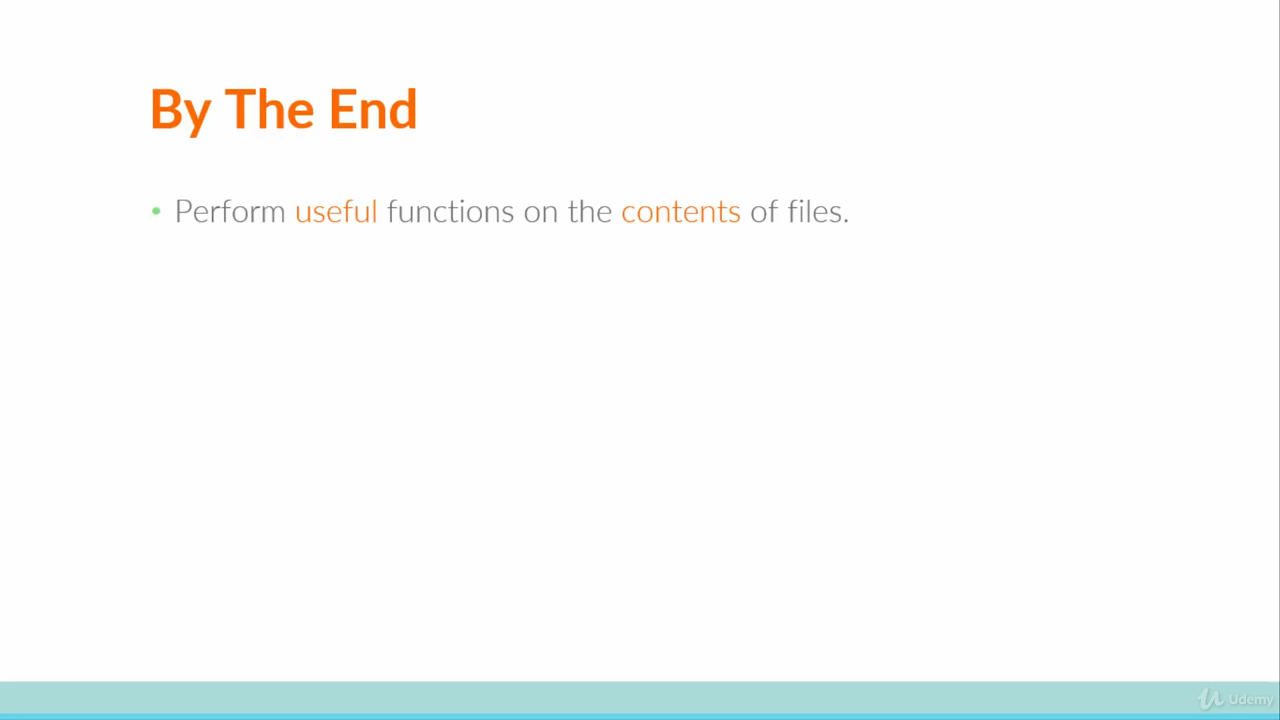 By The End
• Perform useful functions on the contents of files.
Udemy